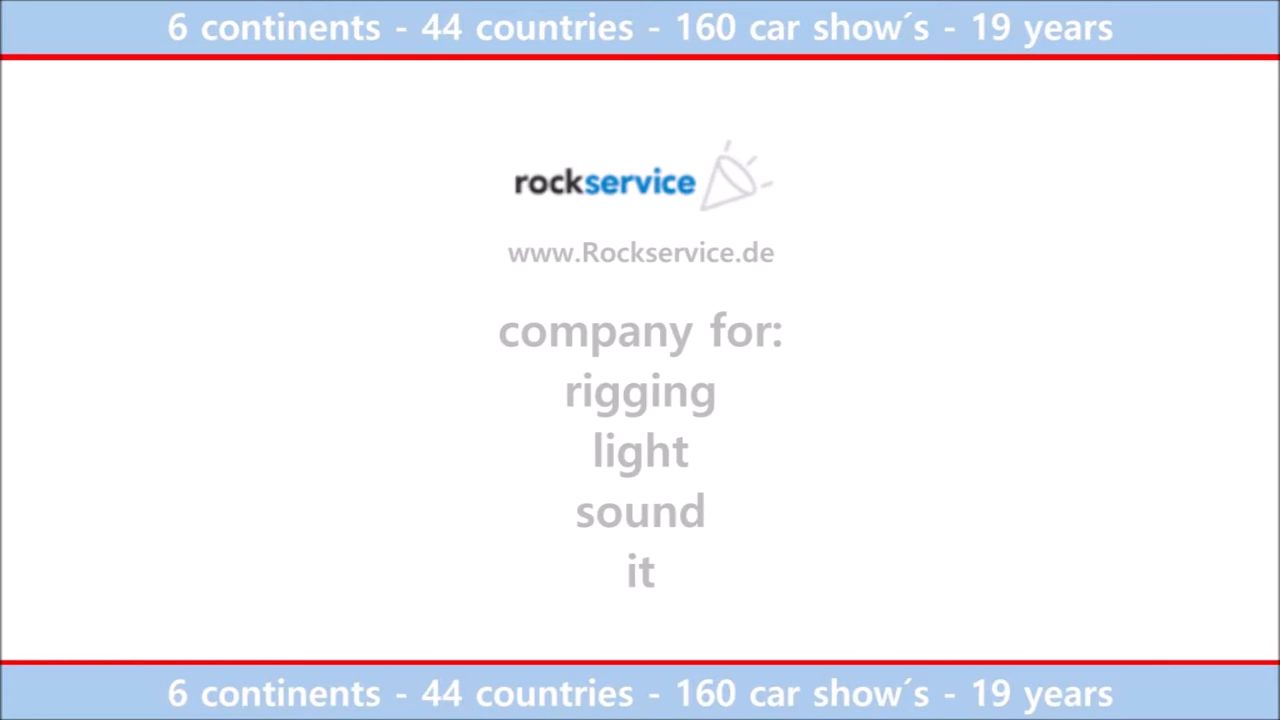 6 continents - 44 countries - 160 car show´s - 19 years
rockservice
www.Rockservice.de
company for:
rigging
light
sound
it
6 continents - 44 countries - 160 car show´s - 19 years